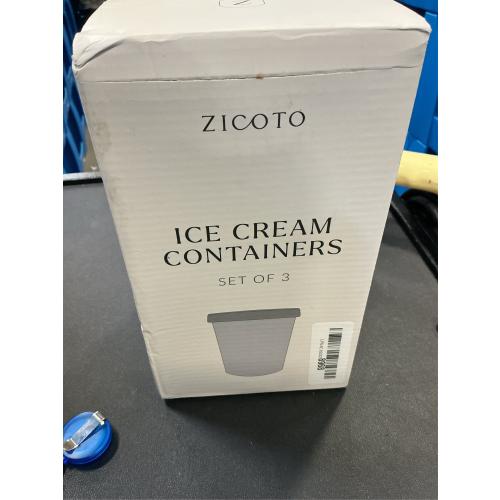 ZICOTO
ICE CREAM
CONTAINERS
SET OF 3